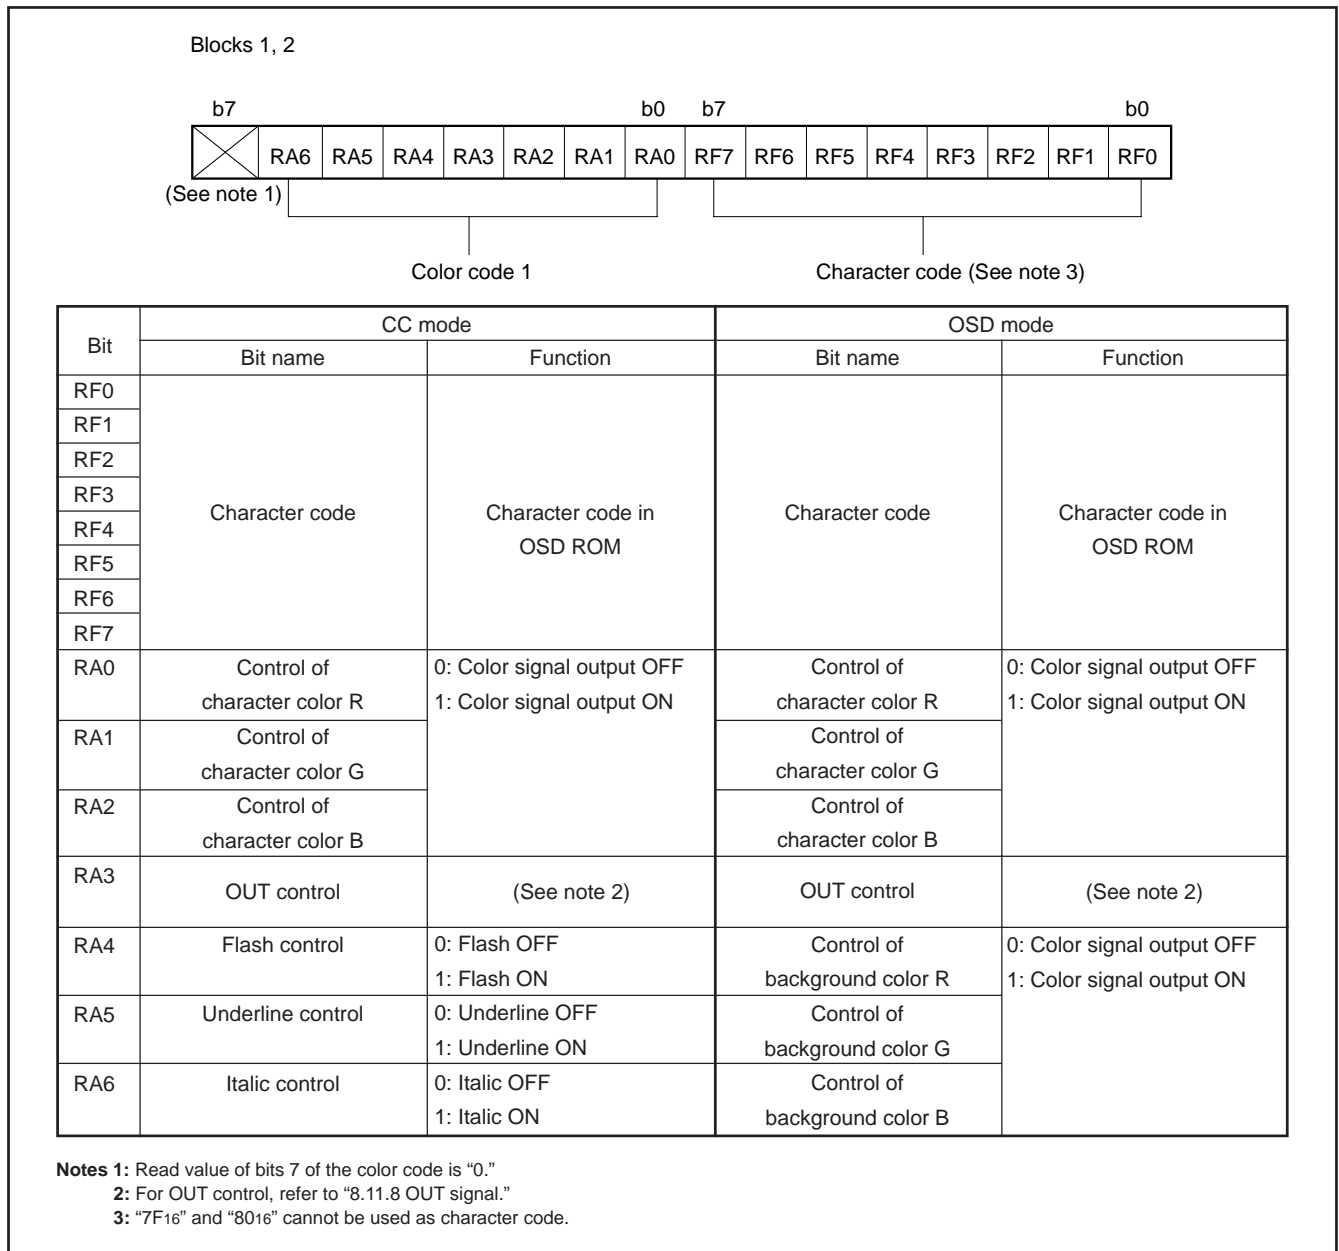 Blocks 1, 2
b7 b0 b7 b0
RA6 RA5 RA4 RA3 RA2 RA1 RA0 RF7 RF6 RF5 RF4 RF3 RF2 RF1 RF0
(See note 1)
Color code 1 Character code (See note 3)
Bit CC mode OSD mode
Bit name Function Bit name Function
RF0
RF1
RF2
RF3
RF4
RF5
RF6
RF7
Character code
Character code in
OSD ROM
Character code
Character code in
OSD ROM
RA0 Control of 0: Color signal output OFF Control of 0: Color signal output OFF
character color R 1: Color signal output ON character color R 1: Color signal output ON
RA1 Control of Control of
character color G character color G
RA2 Control of Control of
character color B character color B
RA3 OUT control (See note 2) OUT control (See note 2)
RA4 Flash control 0: Flash OFF Control of 0: Color signal output OFF
1: Flash ON background color R 1: Color signal output ON
RA5 Underline control 0: Underline OFF Control of
1: Underline ON background color G
RA6 Italic control 0: Italic OFF Control of
1: Italic ON background color B
Notes 1: Read value of bits 7 of the color code is “0.”
2: For OUT control, refer to “8.11.8 OUT signal.”
3: “7F16” and “8016” cannot be used as character code.